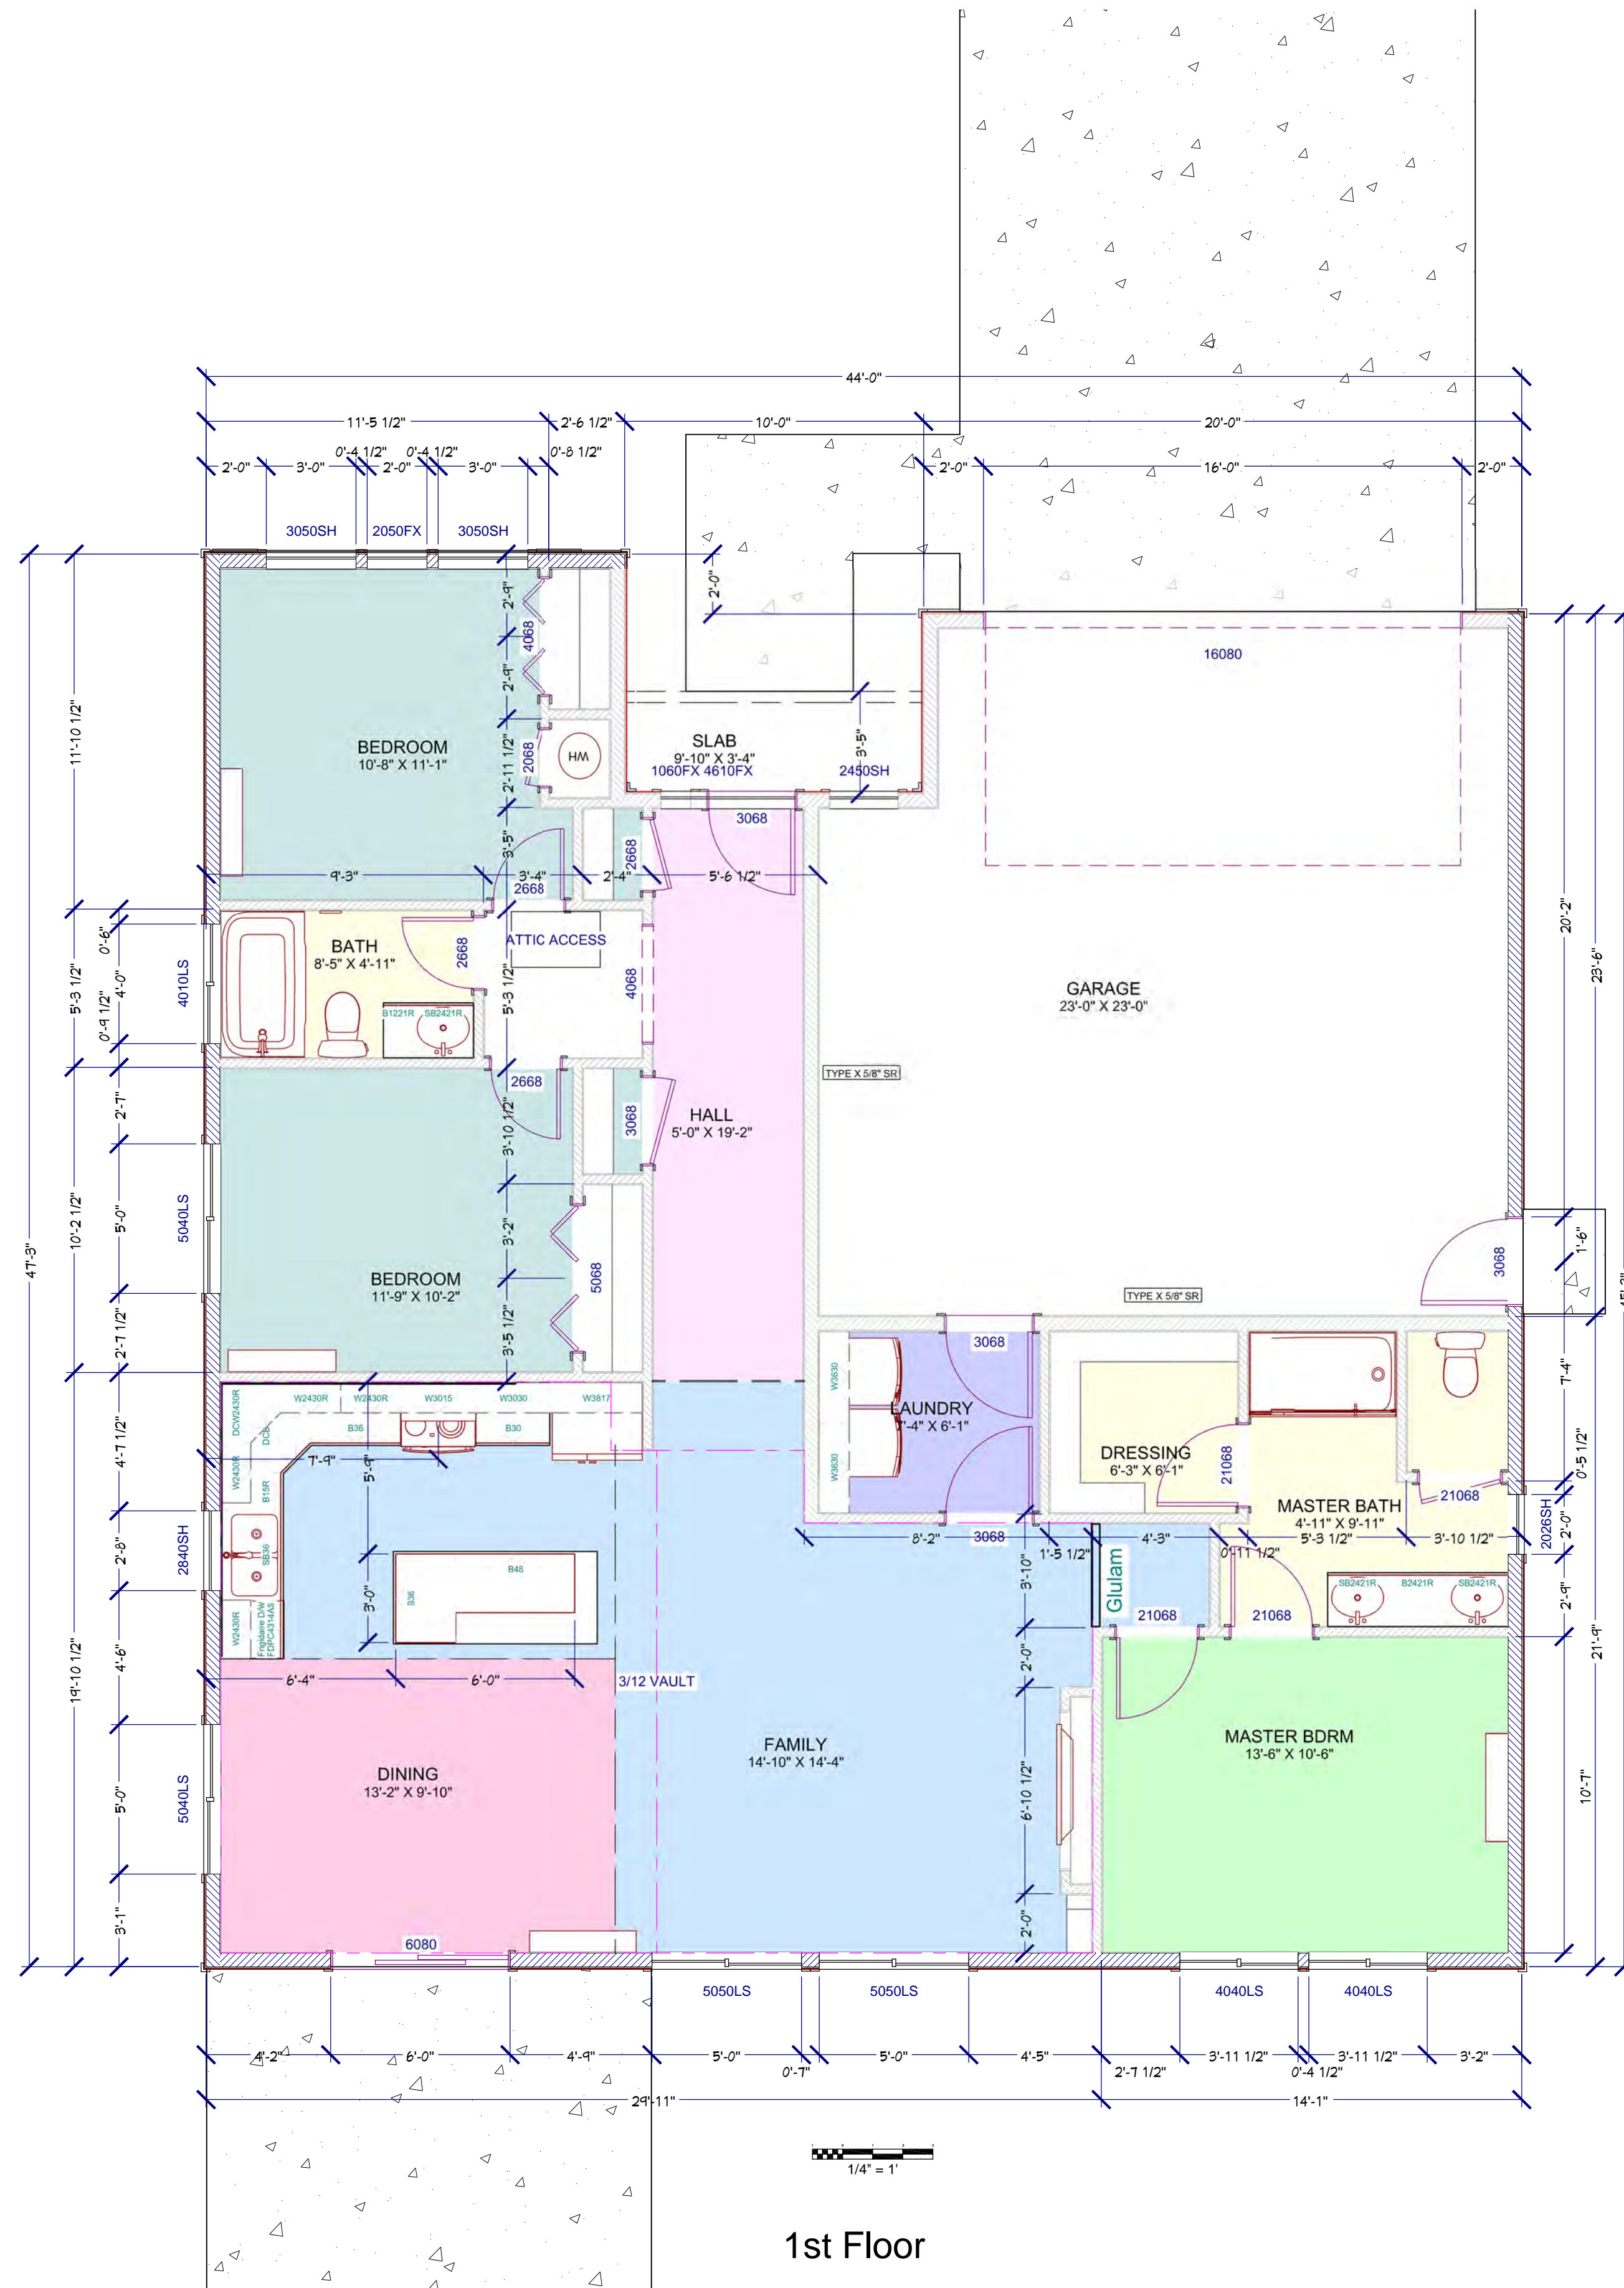 44'-0"
11'-5 1/2"
2'-6 1/2"
10'-0"
20'-0"
2'-0"
3'-0"
0'-4 1/2"
2'-0"
0'-4 1/2"
3'-0"
0'-8 1/2"
2'-0"
16'-0"
2'-0"
3050SH
2050FX
3050SH
2'-0"
2'-9"
4068
2'-9"
16080
BEDROOM
10'-8" X 11'-1"
2'-11 1/2"
2068
HW
SLAB
9'-10" X 3'-4"
1060FX 4610FX
2450SH
3'-5"
3068
11'-10 1/2"
3'-5"
2668
9'-3"
3'-4"
2'-4"
5'-6 1/2"
2668
20'-2"
23'-6"
BATH
8'-5" X 4'-11"
2668
ATTIC ACCESS
4068
B1221R
SB2421R
5'-3 1/2"
0'-6"
4'-0"
0'-9 1/2"
5'-3 1/2"
4010LS
GARAGE
23'-0" X 23'-0"
TYPE X 5/8" SR
47'-3"
2668
3'-10 1/2"
3068
HALL
5'-0" X 19'-2"
2'-7"
5'-0"
10'-2 1/2"
5040LS
2'-7 1/2"
BEDROOM
11'-9" X 10'-2"
3'-2"
5068
3'-5 1/2"
TYPE X 5/8" SR
3068
1'-6"
3068
DCW2430R
W2430R
W2430R
W3015
W3030
W3817
B36
B30
W2430R
B15R
7'-9"
5'-9"
4'-7 1/2"
W3630
W3630
LAUNDRY
7'-4" X 6'-1"
DRESSING
6'-3" X 6'-1"
21068
MASTER BATH
4'-11" X 9'-11"
21068
7'-4"
0'-5 1/2"
2026SH
2'-0"
2'-9"
2'-8"
2840SH
SB36
W2430R
Frigidaire D/W
FDPC4314AS
B48
B36
3'-0"
8'-2"
3068
1'-5 1/2"
4'-3"
0'-11 1/2"
5'-3 1/2"
3'-10 1/2"
3'-10"
Glulam
21068
21068
SB2421R
B2421R
SB2421R
4'-6"
19'-10 1/2"
6'-4"
6'-0"
3/12 VAULT
2'-0"
21'-9"
DINING
13'-2" X 9'-10"
FAMILY
14'-10" X 14'-4"
6'-10 1/2"
MASTER BDRM
13'-6" X 10'-6"
10'-7"
5'-0"
5040LS
3'-1"
2'-0"
6080
5050LS
5050LS
4040LS
4040LS
4'-2"
6'-0"
4'-9"
5'-0"
0'-7"
5'-0"
4'-5"
2'-7 1/2"
3'-11 1/2"
0'-4 1/2"
3'-11 1/2"
3'-2"
29'-11"
14'-1"
1/4" = 1'
1st Floor